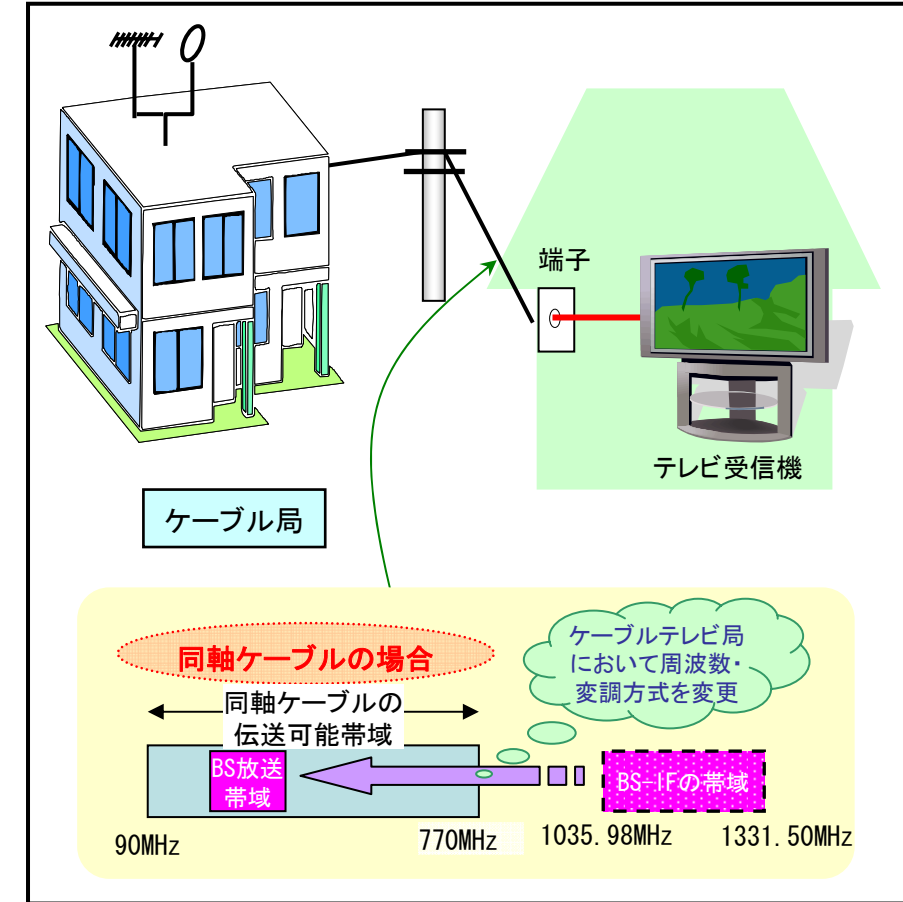 端子
テレビ受信機
ケーブル局
ケーブルテレビ局
において周波数・
変調方式を変更
同軸ケーブルの場合
同軸ケーブルの
伝送可能帯域
BS放送
帯域
BS-IFの帯域
90MHz
770MHz
1035.98MHz
1331.50MHz